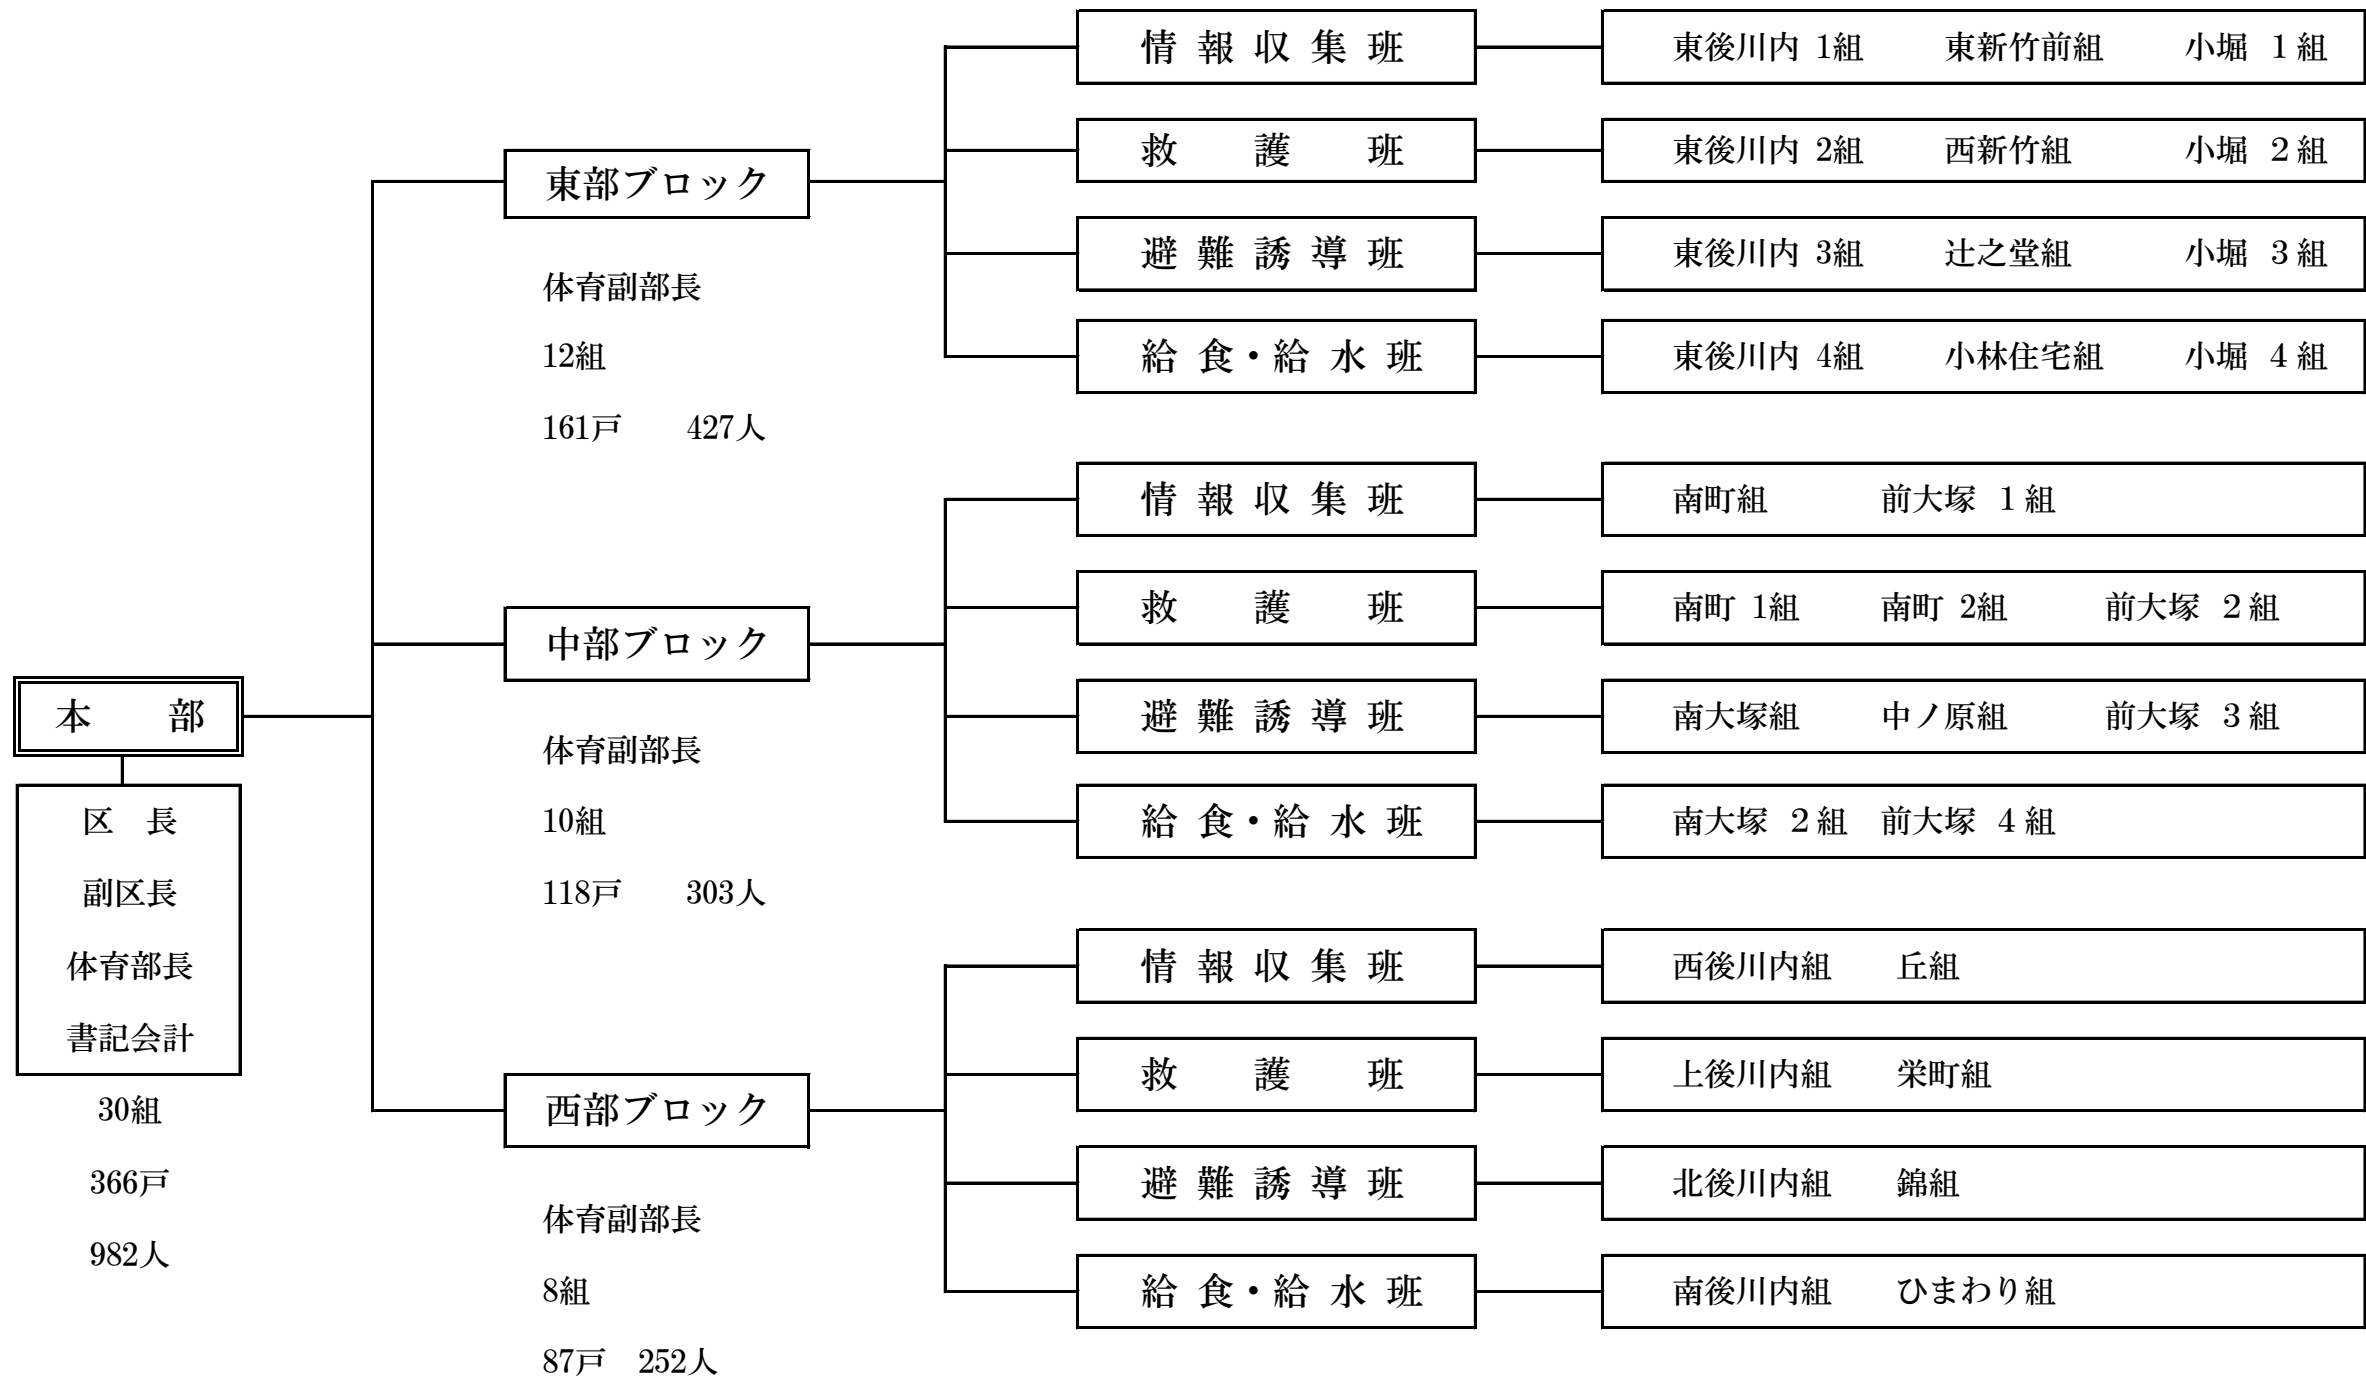 本　　部
区　長
副区長
体育部長
書記会計
30組
366戸
982人
東部ブロック
体育副部長
12組
161戸　　427人
情 報 収 集 班
東後川内 1組　　東新竹前組　　小堀 １組
救　　護　　班
東後川内 2組　　西新竹組　　小堀 ２組
避 難 誘 導 班
東後川内 3組　　辻之堂組　　小堀 ３組
給 食・給 水 班
東後川内 4組　　小林住宅組　　小堀 ４組
中部ブロック
体育副部長
10組
118戸　　303人
情 報 収 集 班
南町組　　前大塚 １組
救　　護　　班
南町 1組　　南町 2組　　前大塚 ２組
避 難 誘 導 班
南大塚組　　中ノ原組　　前大塚 ３組
給 食・給 水 班
南大塚 ２組　前大塚 ４組
西部ブロック
体育副部長
8組
87戸　252人
情 報 収 集 班
西後川内組　　丘組
救　　護　　班
上後川内組　　栄町組
避 難 誘 導 班
北後川内組　　錦組
給 食・給 水 班
南後川内組　　ひまわり組